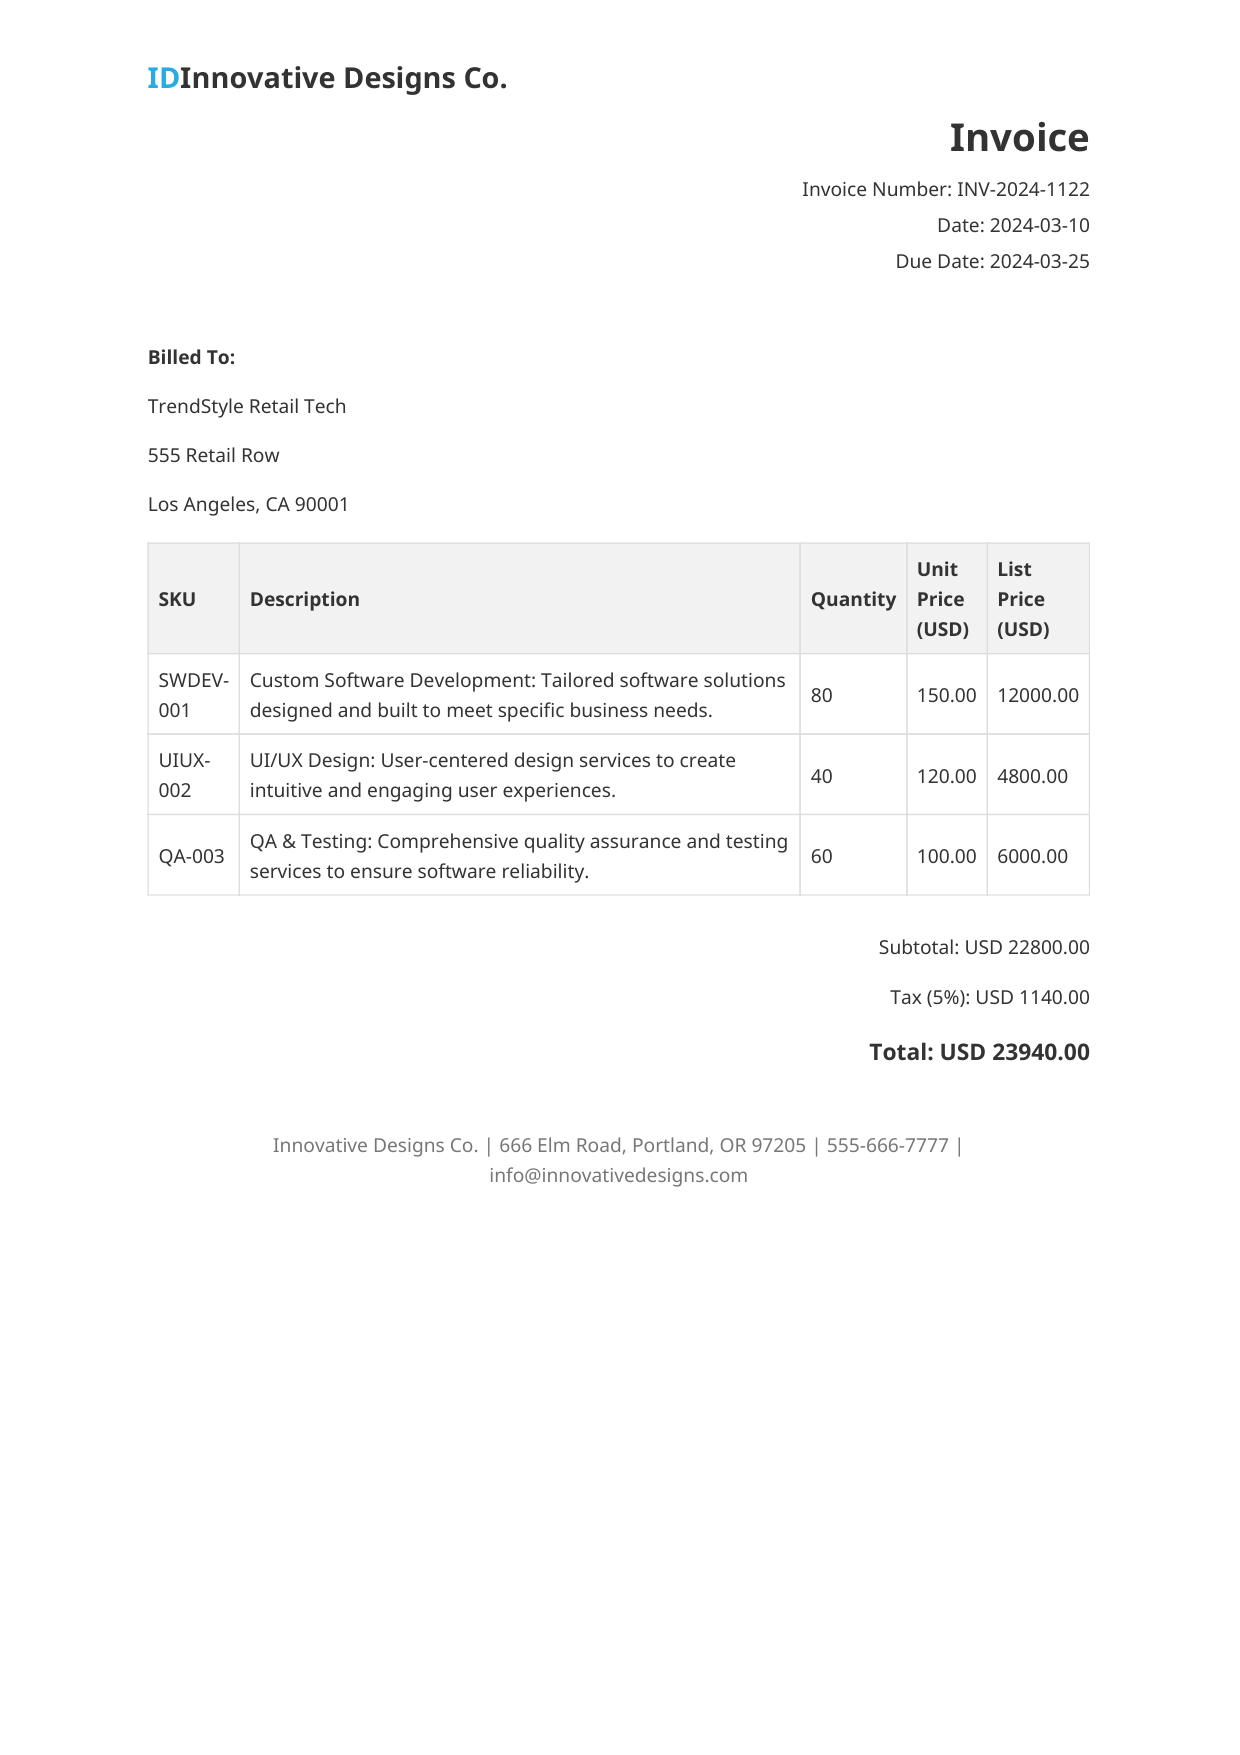 IDInnovative Designs Co.
Invoice
Invoice Number: INV-2024-1122
Date: 2024-03-10
Due Date: 2024-03-25
Billed To:
TrendStyle Retail Tech
555 Retail Row
Los Angeles, CA 90001
SKU Description Quantity Unit Price (USD) List Price (USD)
SWDEV-001 Custom Software Development: Tailored software solutions designed and built to meet specific business needs. 80 150.00 12000.00
UIUX-002 UI/UX Design: User-centered design services to create intuitive and engaging user experiences. 40 120.00 4800.00
QA-003 QA & Testing: Comprehensive quality assurance and testing services to ensure software reliability. 60 100.00 6000.00
Subtotal: USD 22800.00
Tax (5%): USD 1140.00
Total: USD 23940.00
Innovative Designs Co. | 666 Elm Road, Portland, OR 97205 | 555-666-7777 |
info@innovativedesigns.com